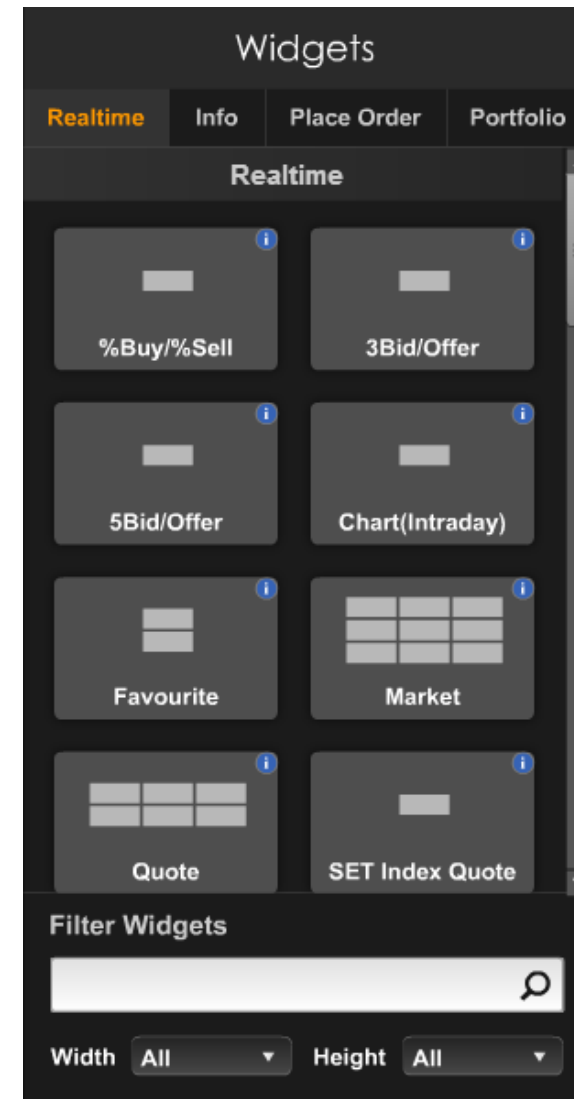 Widgets
Realtime Info Place Order Portfolio
Realtime
%Buy/%Sell 3Bid/Offer
5Bid/Offer Chart(Intraday)
Favourite Market
Quote SET Index Quote
Filter Widgets
Width All Height All